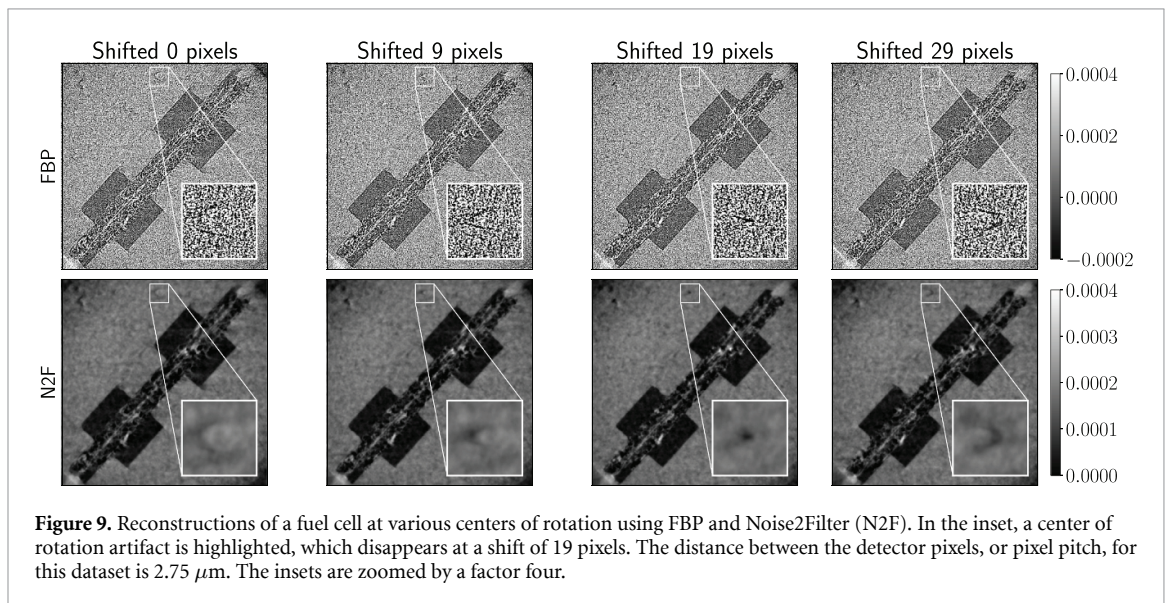 Shifted 0 pixels
Shifted 9 pixels
Shifted 19 pixels
Shifted 29 pixels
FBP
0.0004
0.0002
0.0000
−0.0002
N2F
0.0004
0.0003
0.0002
0.0001
0.0000
Figure 9. Reconstructions of a fuel cell at various centers of rotation using FBP and Noise2Filter (N2F). In the inset, a center of
rotation artifact is highlighted, which disappears at a shift of 19 pixels. The distance between the detector pixels, or pixel pitch, for
this dataset is 2.75 μm. The insets are zoomed by a factor four.